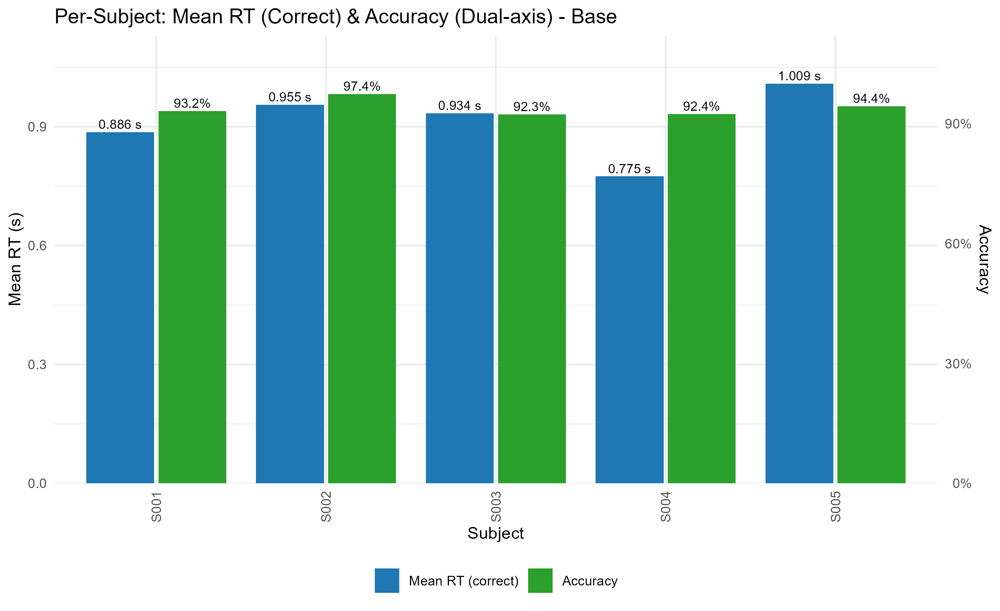 Per-Subject: Mean RT (Correct) & Accuracy (Dual-axis) - Base
1.009 s
97.4%
0.955 s
94.4%
93.2%
0.934 s
92.3%
92.4%
0.886 s
0.775 s
0.9
0.6
0.3
0.0
Mean RT (s)
90%
60%
30%
0%
Accuracy
S001
S002
S003
S004
S005
Subject
Mean RT (correct)
Accuracy